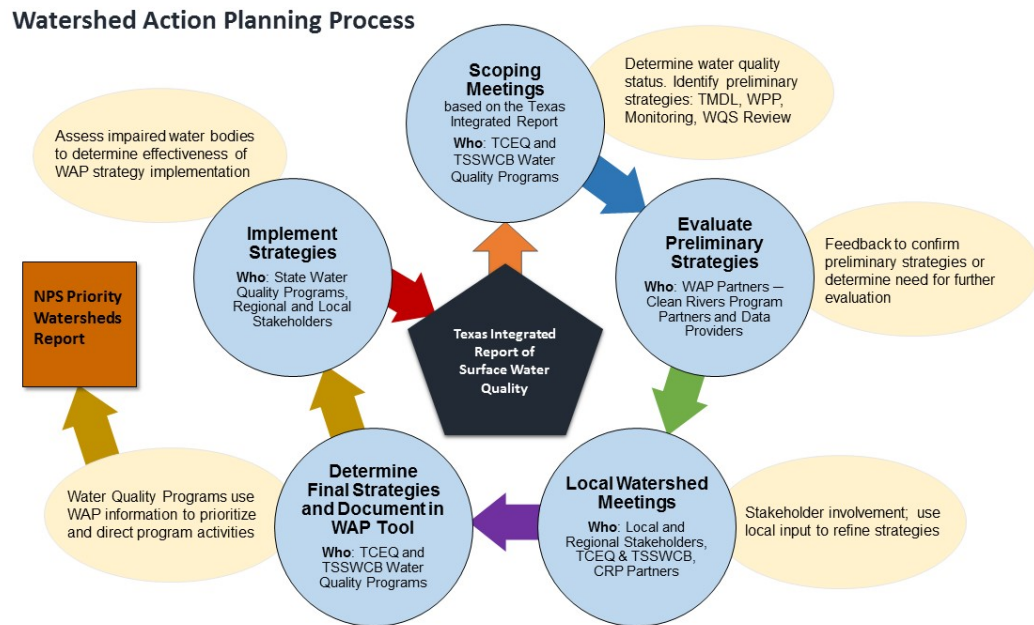 Watershed Action Planning Process
Scoping
Meetings
based on the Texas
Integrated Report
Who: TCEQ and
TSSWCB Water
Quality Programs
Determine water quality
status. Identify preliminary
strategies: TMDL, WPP,
Monitoring, WQS Review
Evaluate
Preliminary
Strategies
Who: WAP Partners —
Clean Rivers Program
Partners and Data
Providers
Feedback to confirm
preliminary strategies or
determine need for further
evaluation
Local Watershed
Meetings
Who: Local and
Regional Stakeholders,
TCEQ & TSSWCB,
CRP Partners
Stakeholder involvement; use
local input to refine strategies
Determine
Final Strategies
and Document in
WAP Tool
Who: TCEQ and
TSSWCB Water
Quality Programs
Water Quality Programs use
WAP information to prioritize
and direct program activities
NPS Priority
Watersheds
Report
Implement
Strategies
Who: State Water
Quality Programs,
Regional and Local
Stakeholders
Assess impaired water bodies
to determine effectiveness of
WAP strategy implementation
Texas Integrated
Report of
Surface Water
Quality